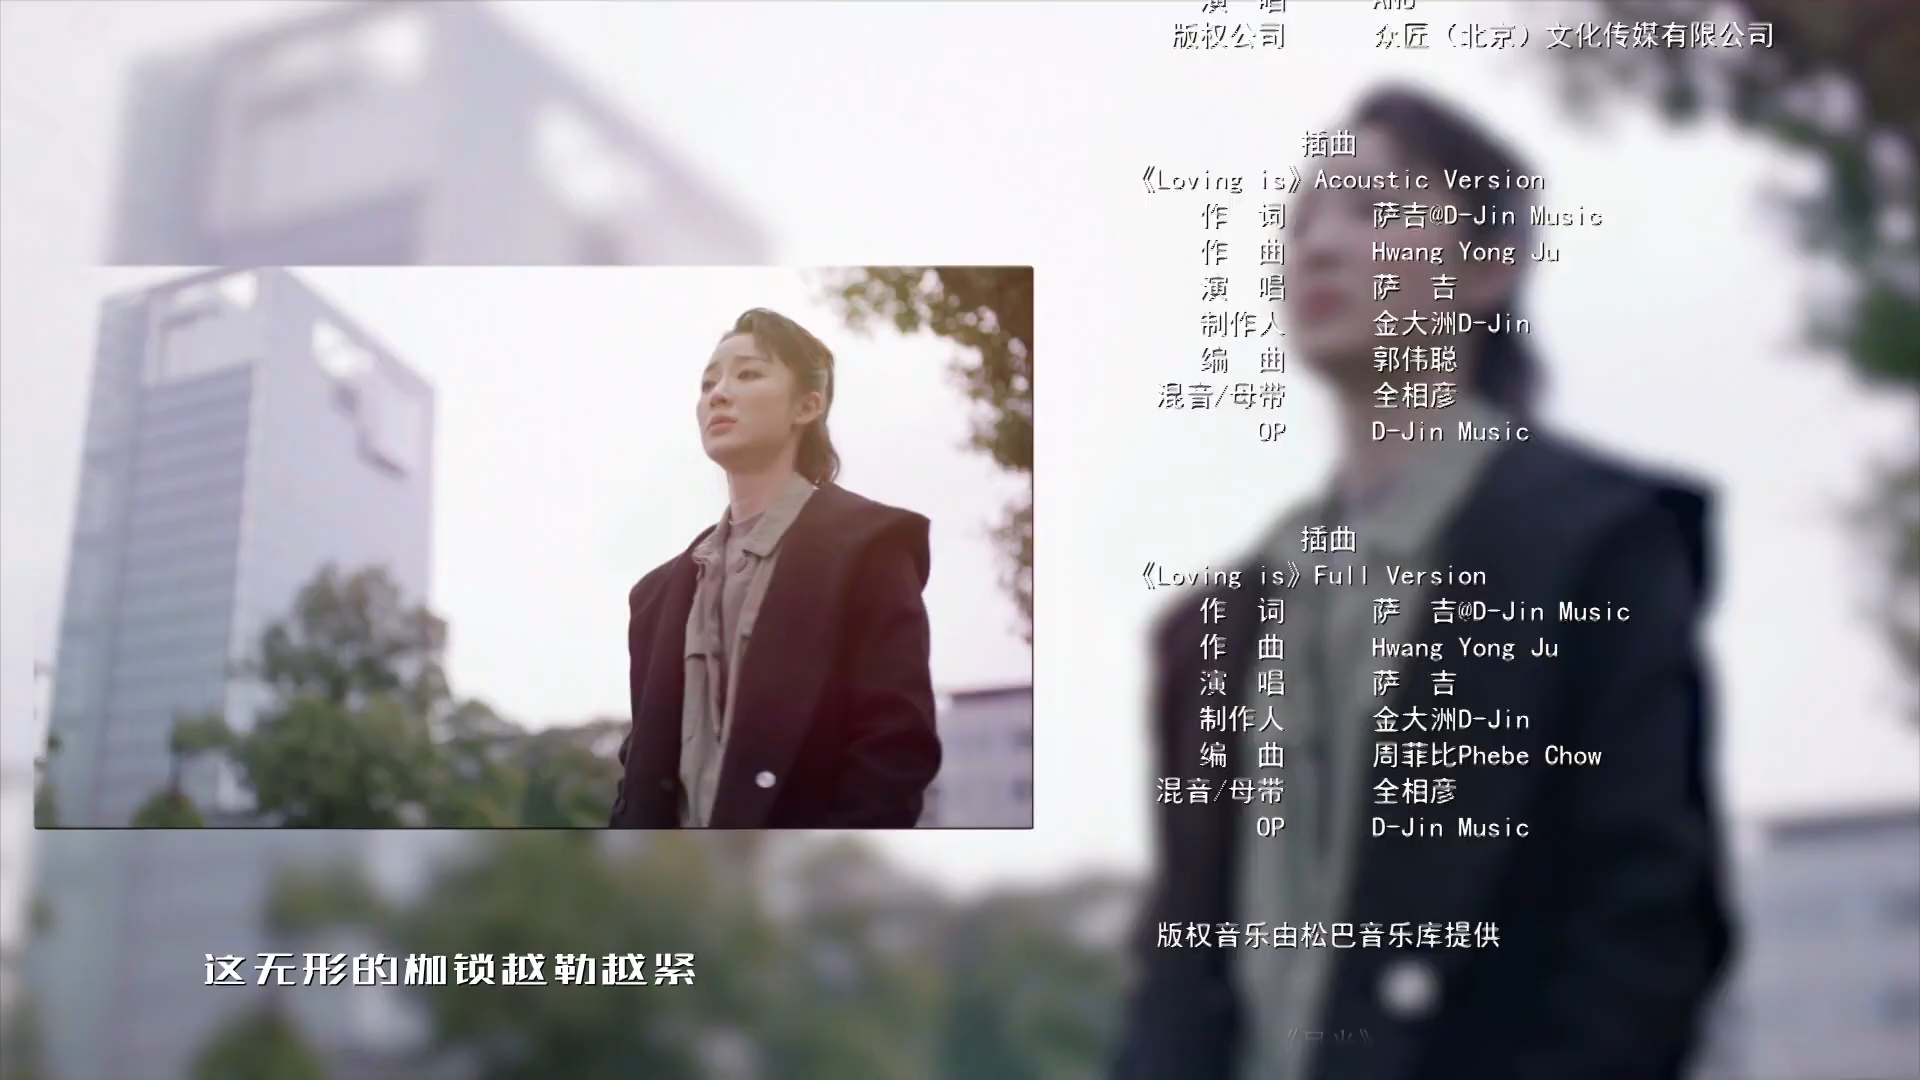 演 唱 ANU
版权公司 众匠（北京）文化传媒有限公司
插曲
《Loving is》Acoustic Version
作 词 萨吉@D-Jin Music
作 曲 Hwang Yong Ju
演 唱 萨 吉
制作人 金大洲D-Jin
编 曲 郭伟聪
混音/母带 全相彦
OP D-Jin Music
插曲
《Loving is》Full Version
作 词 萨 吉@D-Jin Music
作 曲 Hwang Yong Ju
演 唱 萨 吉
制作人 金大洲D-Jin
编 曲 周菲比Phebe Chow
混音/母带 全相彦
OP D-Jin Music
版权音乐由松巴音乐库提供
这无形的枷锁越勒越紧